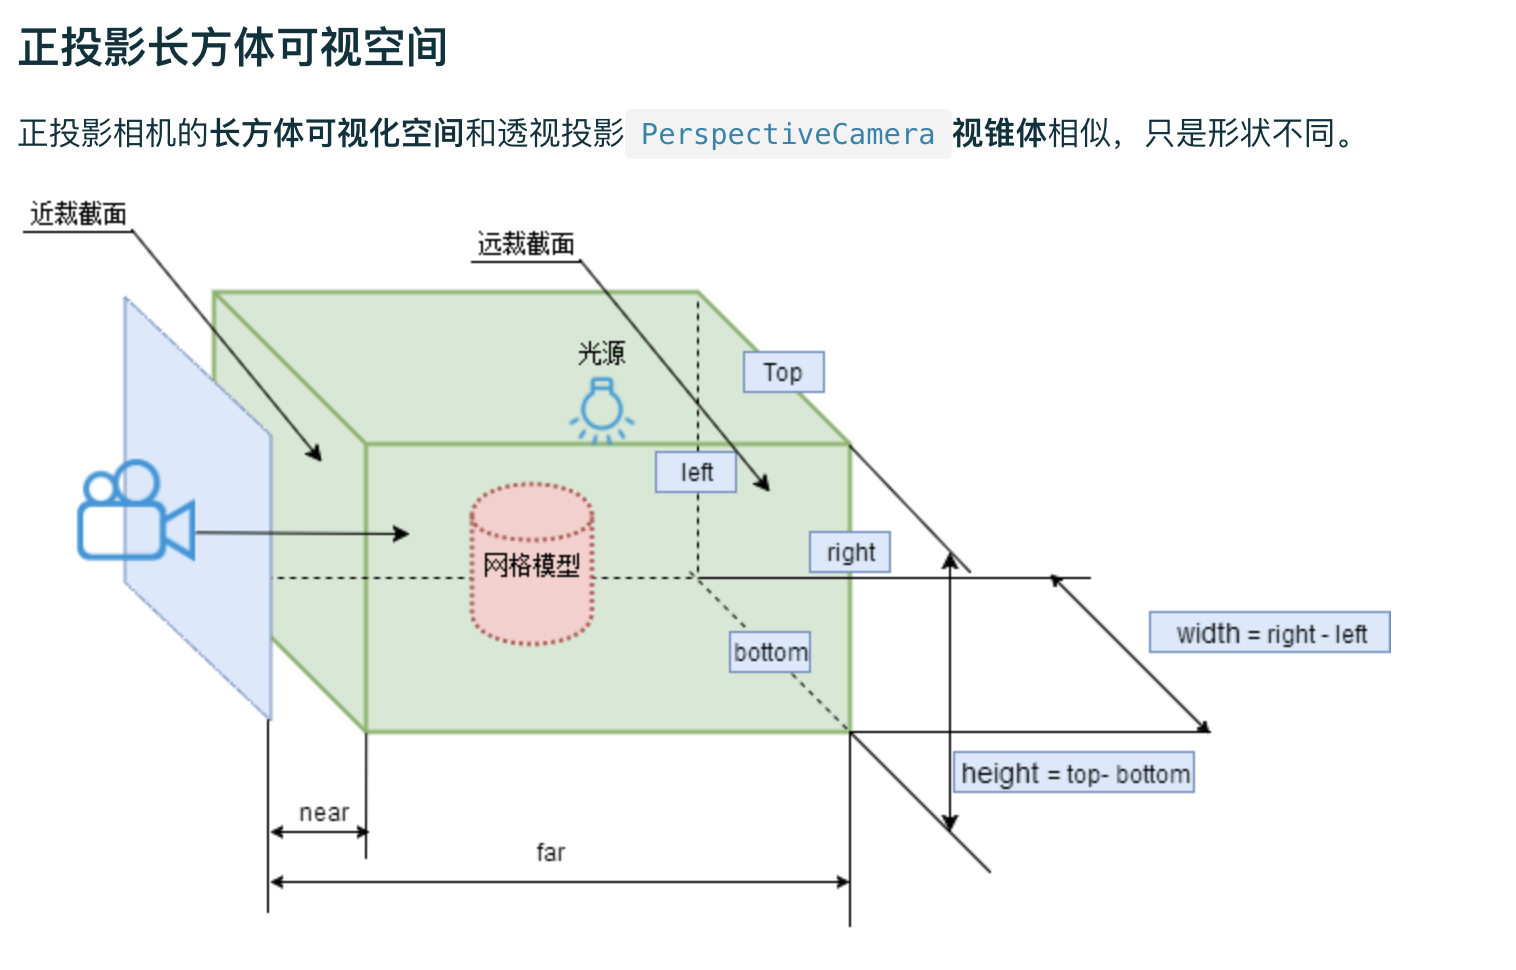 正投影长方体可视空间
正投影相机的长方体可视化空间和透视投影 PerspectiveCamera 视锥体相似，只是形状不同。
近裁截面
远裁截面
光源
Top
left
right
网格模型
bottom
width = right - left
height = top- bottom
near
far